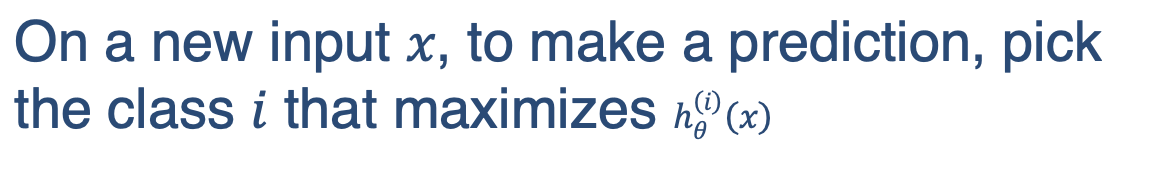 On a new input x, to make a prediction, pick
the class i that maximizes h_θ^(i)(x)